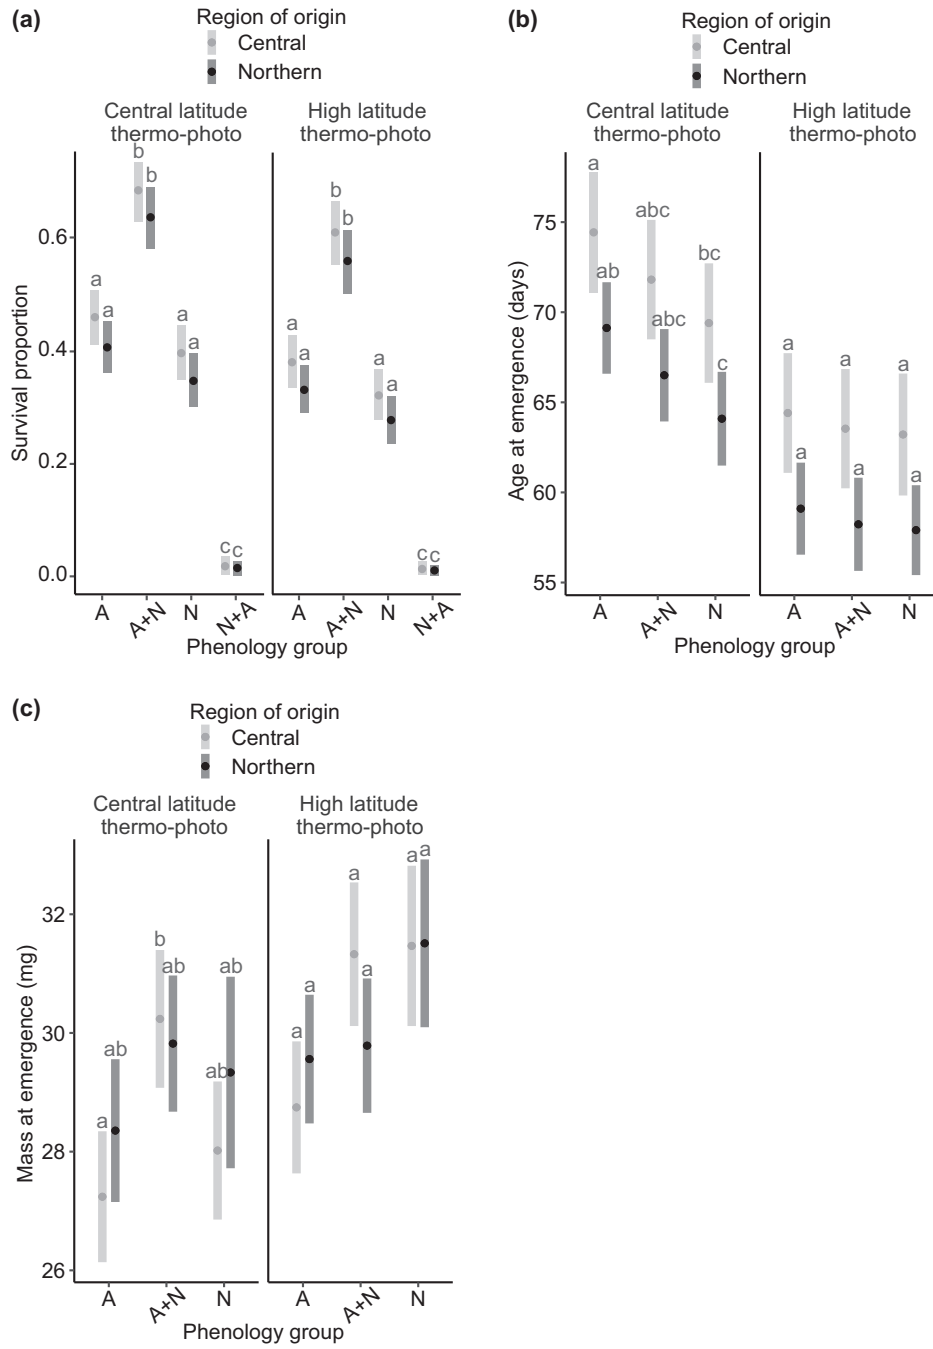 (a)
Region of origin
Central
Northern
Central latitude
thermo-photo
High latitude
thermo-photo
Survival proportion
0.6
0.4
0.2
0.0
a
a
b
b
a
a
c c
a
a
b
b
a
a
c c
A
A+N
N
N+A
A
A+N
N
N+A
Phenology group
(b)
Region of origin
Central
Northern
Central latitude
thermo-photo
High latitude
thermo-photo
Age at emergence (days)
75
70
65
60
55
a
ab
abc
abc
bc
c
a
a
a
a
a
a
A
A+N
N
A
A+N
N
Phenology group
(c)
Region of origin
Central
Northern
Central latitude
thermo-photo
High latitude
thermo-photo
Mass at emergence (mg)
32
30
28
26
a
ab
b
ab
ab
ab
a
a
a
a
a
a
A
A+N
N
A
A+N
N
Phenology group